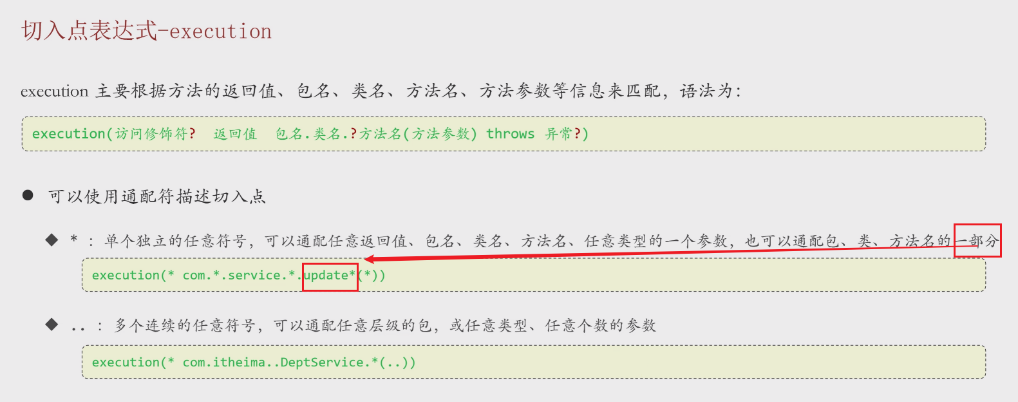 切入点表达式-execution
execution 主要根据方法的返回值、包名、类名、方法名、方法参数等信息来匹配，语法为：
execution(访问修饰符?  返回值  包名.类名.?方法名(方法参数) throws 异常?)
● 可以使用通配符描述切入点
◆ * ：单个独立的任意符号，可以通配任意返回值、包名、类名、方法名、任意类型的一个参数，也可以通配包、类、方法名的一部分
execution(* com.*.service.*.update*(*))
◆ .. ：多个连续的任意符号，可以通配任意层级的包，或任意类型、任意个数的参数
execution(* com.itheima..DeptService.*(..))